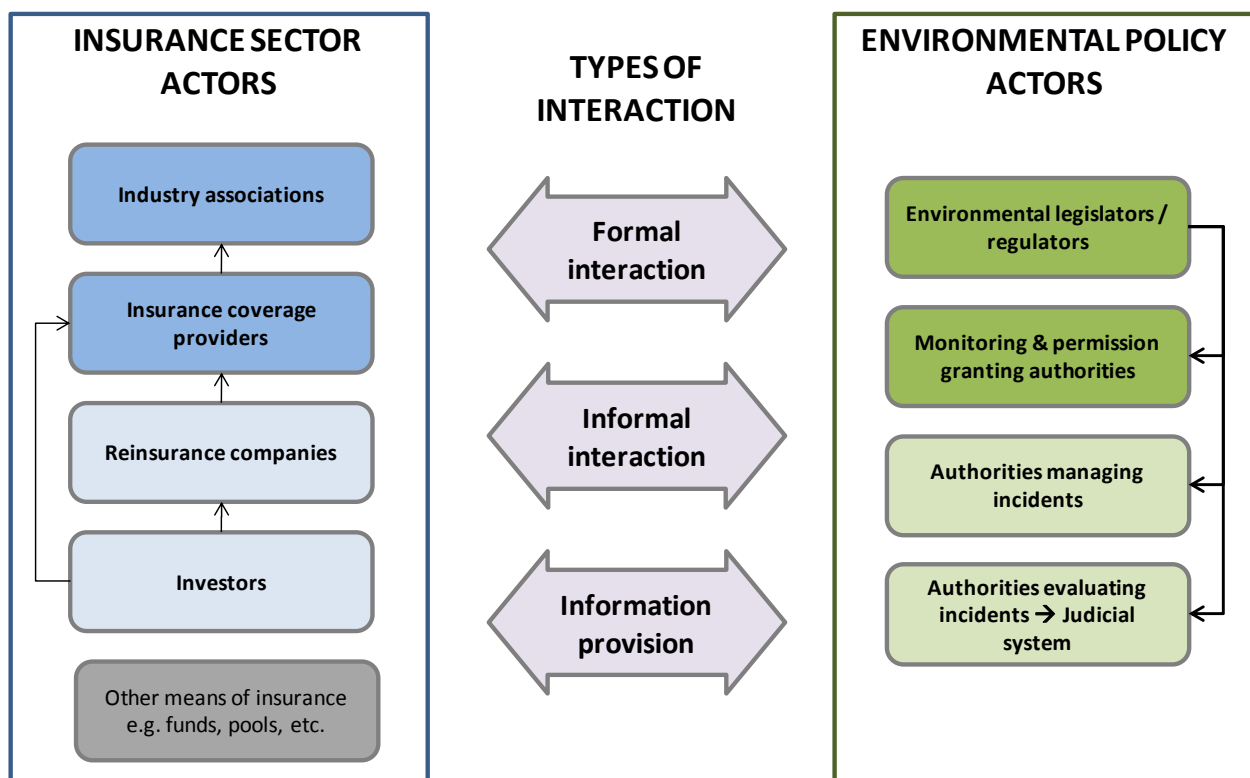 INSURANCE SECTOR
ACTORS
Industry associations
Insurance coverage
providers
Reinsurance companies
Investors
Other means of insurance
e.g. funds, pools, etc.
TYPES OF
INTERACTION
Formal
interaction
Informal
interaction
Information
provision
ENVIRONMENTAL POLICY
ACTORS
Environmental legislators /
regulators
Monitoring & permission
granting authorities
Authorities managing
incidents
Authorities evaluating
incidents → Judicial
system